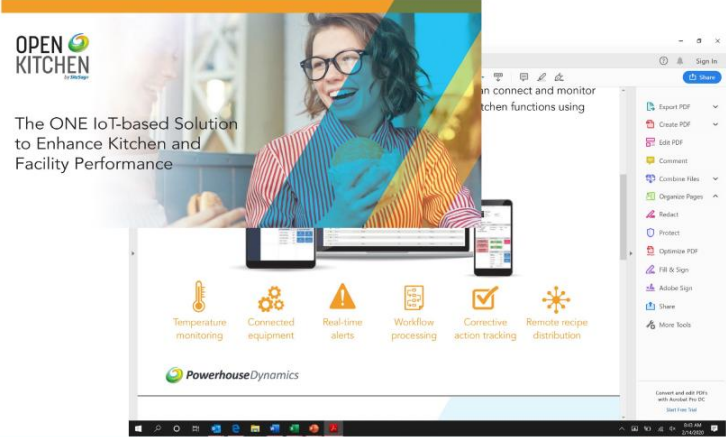 OPEN
KITCHEN
The ONE IoT-based Solution
to Enhance Kitchen and
Facility Performance
an connect and monitor
tchen functions using
Sign In
Share
Export PDF
Create PDF
Edit PDF
Comment
Combine Files
Organize Pages
Redact
Protect
Optimize PDF
Fill & Sign
Adobe Sign
Share
More Tools
Temperature
monitoring
Connected
equipment
Real-time
alerts
Workflow
processing
Corrective
action tracking
Remote recipe
distribution
PowerhouseDynamics
Convert and edit PDFs
with Acrobat Pro DC
Start Free Trial
2/14/2020